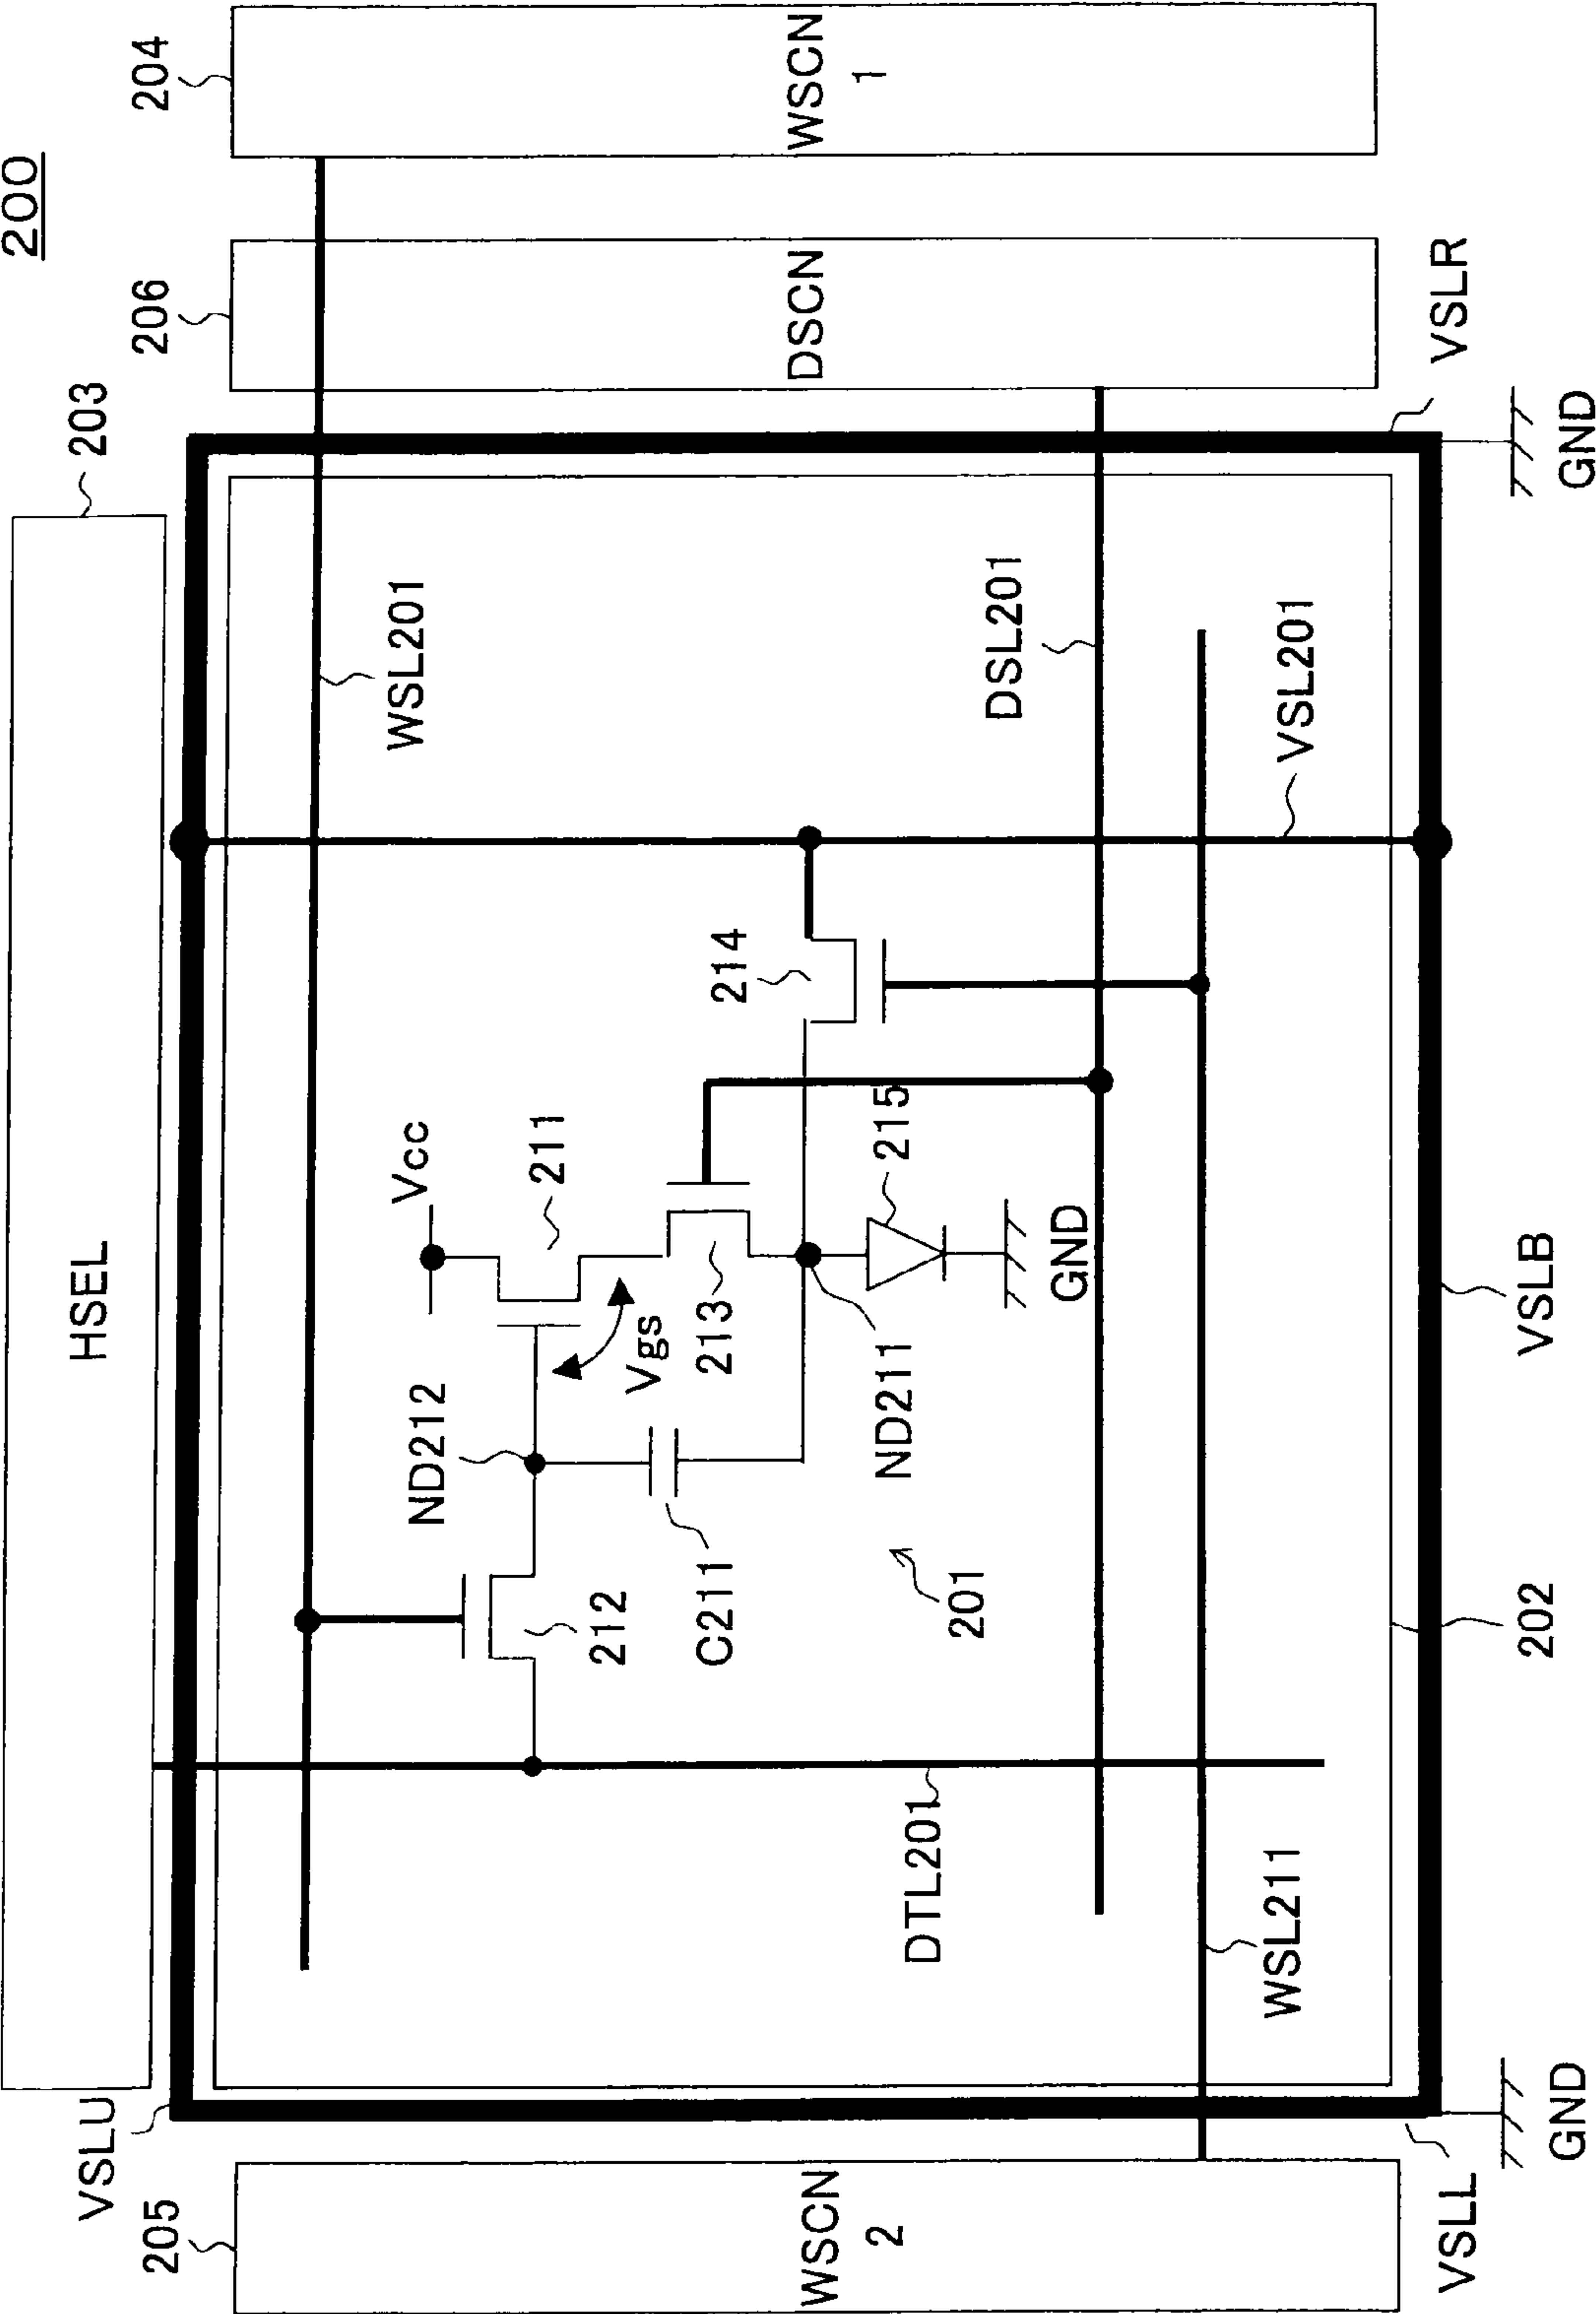 200
203
HSEL
VSLU
205
206
204
WSCN
2
DSCN
WSCN
1
WSL201
Vcc
ND212
211
Vgs
212
C211
213
214
DSL201
215
ND211
GND
201
DTL201
WSL211
VSL201
VSLL
GND
202
VSLB
VSLR
GND